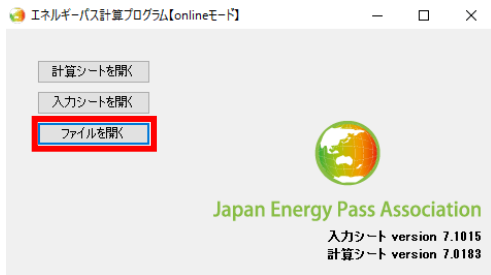 エネルギーパス計算プログラム【onlineモード】
計算シートを開く
入力シートを開く
ファイルを開く
Japan Energy Pass Association
入力シート version 7.1015
計算シート version 7.0183